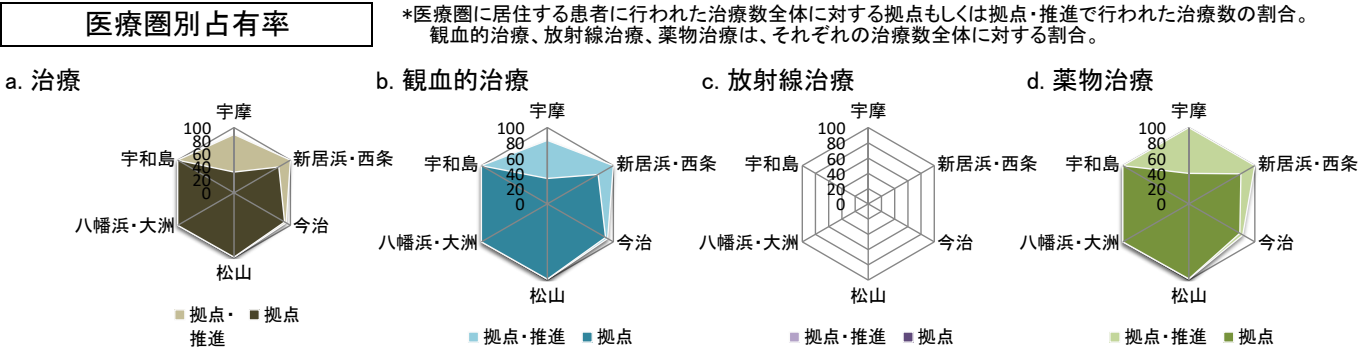 医療圏別占有率
*医療圏に居住する患者に行われた治療数全体に対する拠点もしくは拠点・推進で行われた治療数の割合。
観血的治療、放射線治療、薬物治療は、それぞれの治療数全体に対する割合。
a. 治療
宇摩
100
80
60
40
20
0
新居浜・西条
今治
松山
八幡浜・大洲
宇和島
拠点・推進
拠点
b. 観血的治療
宇摩
100
80
60
40
20
0
新居浜・西条
今治
松山
八幡浜・大洲
宇和島
拠点・推進
拠点
c. 放射線治療
宇摩
100
80
60
40
20
0
新居浜・西条
今治
松山
八幡浜・大洲
宇和島
拠点・推進
拠点
d. 薬物治療
宇摩
100
80
60
40
20
0
新居浜・西条
今治
松山
八幡浜・大洲
宇和島
拠点・推進
拠点